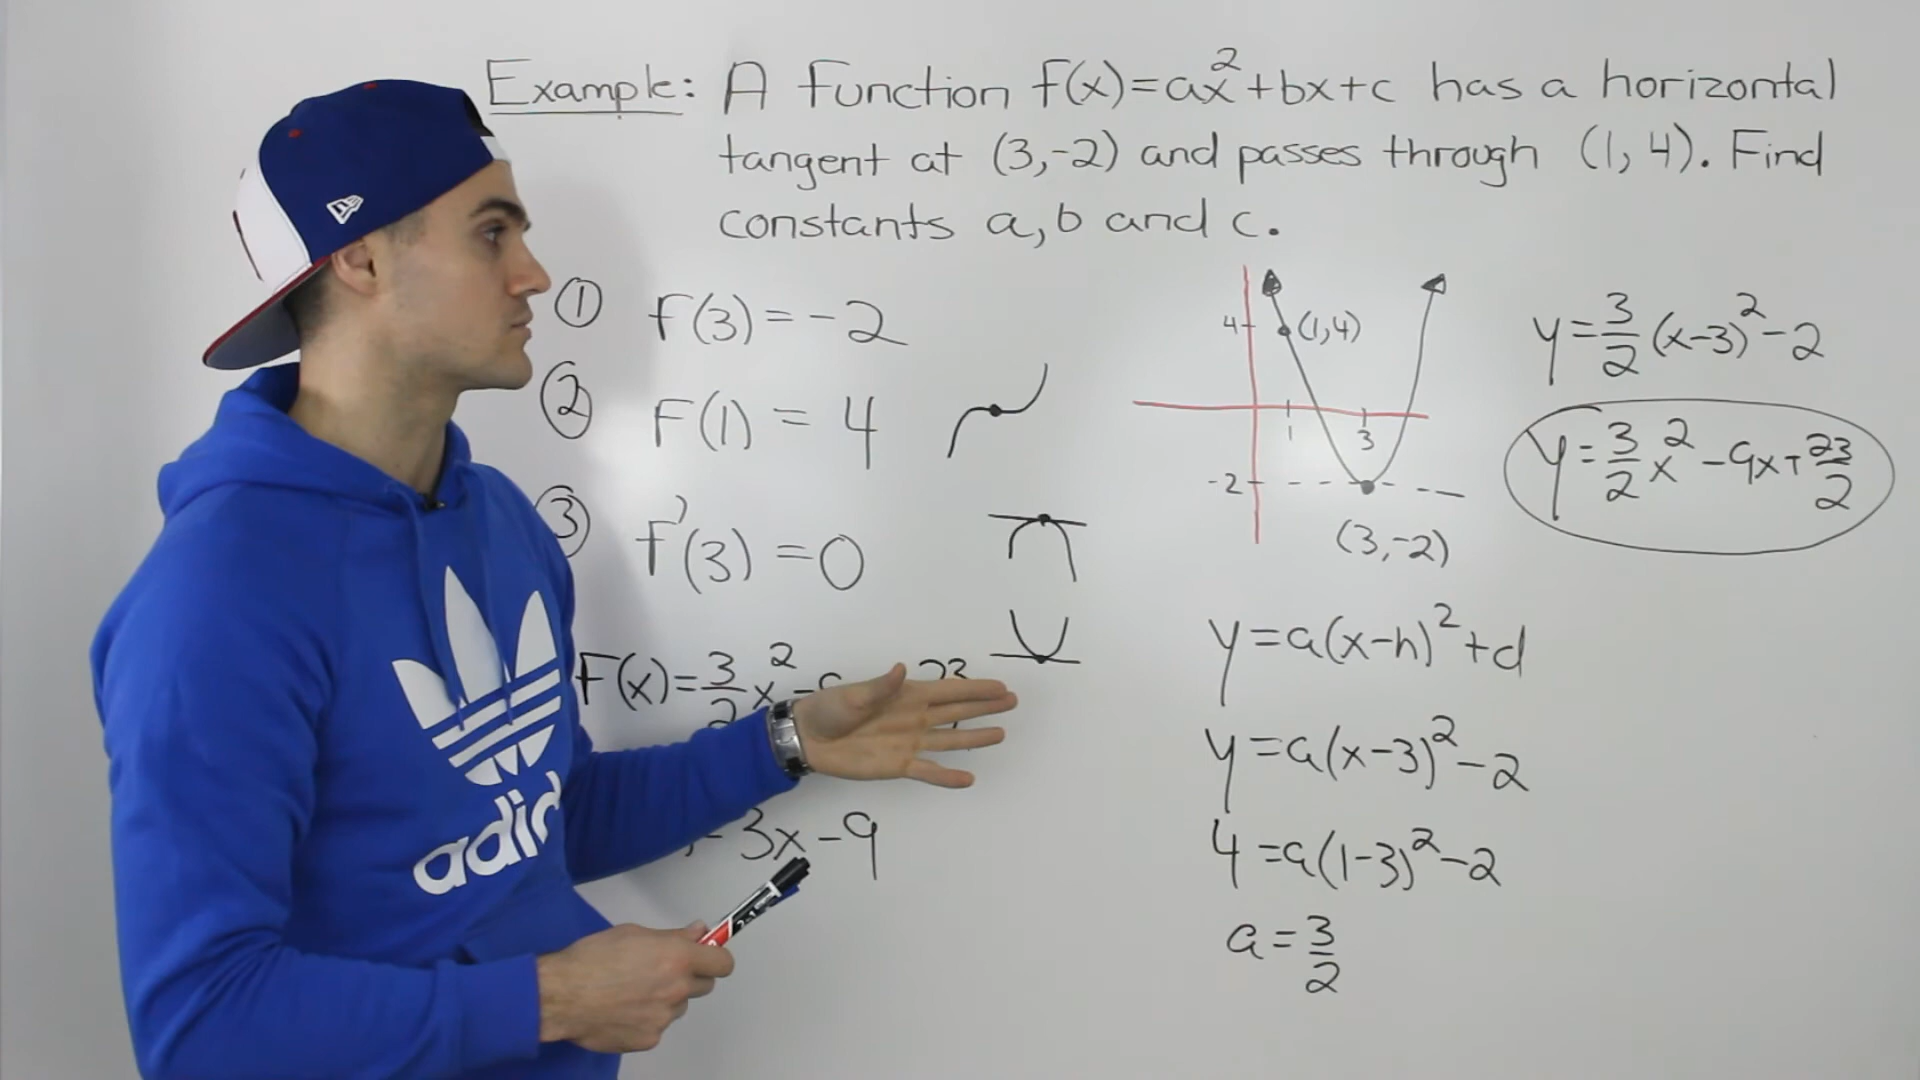 Example: A function f(x)=ax²+bx+c has a horizontal
tangent at (3,-2) and passes through (1,4). Find
constants a, b and c.
① f(3)=-2
② F(1)=4
③ f'(3)=0
F(x)=3/2x²-
23
-3x-9
4
(1,4)
1
3
-2
(3,-2)
y=a(x-h)²+d
y=a(x-3)²-2
4=a(1-3)²-2
a=3/2
y=3/2(x-3)²-2
y=3/2x²-9x+23/2